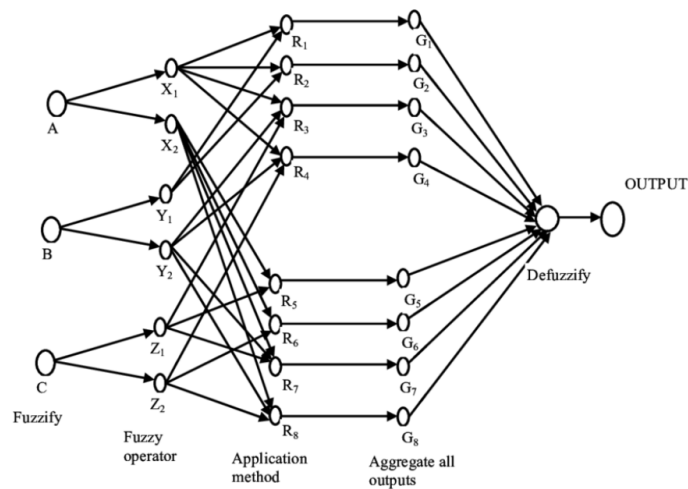 A
B
C
Fuzzify
X1
X2
Y1
Y2
Z1
Z2
Fuzzy
operator
R1
R2
R3
R4
R5
R6
R7
R8
Application
method
G1
G2
G3
G4
G5
G6
G7
G8
Aggregate all
outputs
Defuzzify
OUTPUT